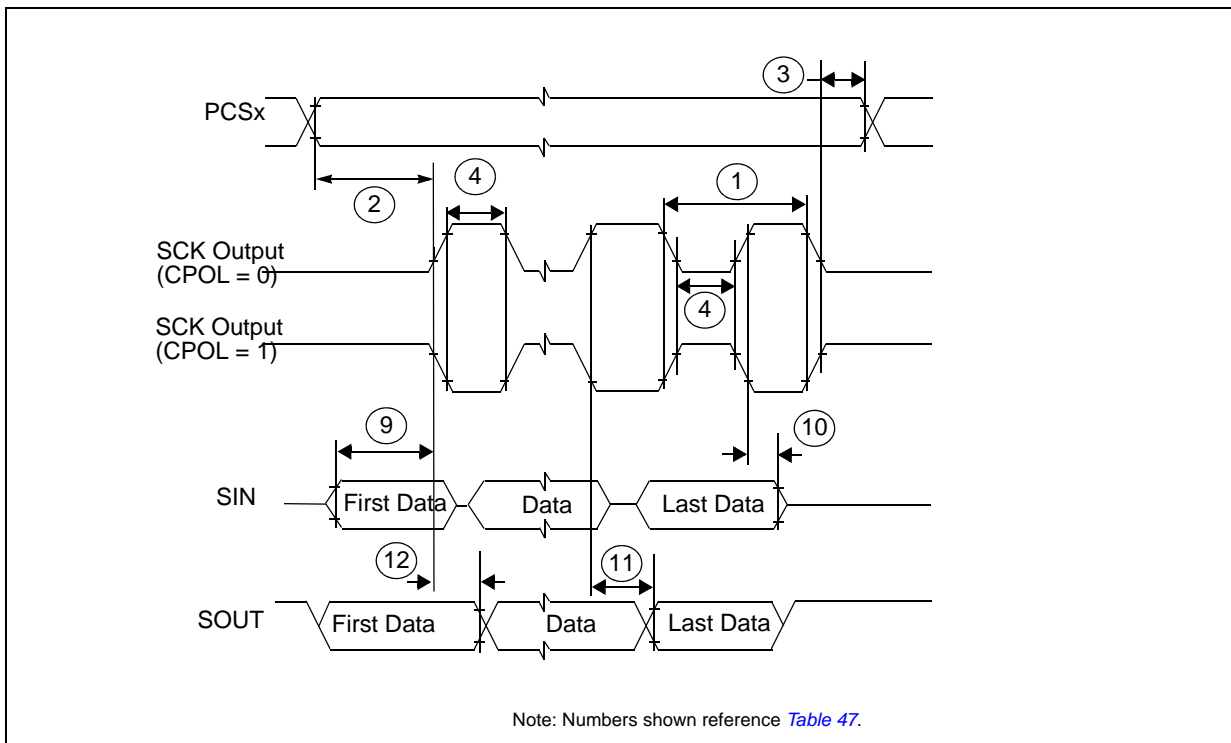 3
PCSx
2
4
1
SCK Output
(CPOL = 0)
4
SCK Output
(CPOL = 1)
9
10
SIN
First Data
Data
Last Data
12
11
SOUT
First Data
Data
Last Data
Note: Numbers shown reference Table 47.